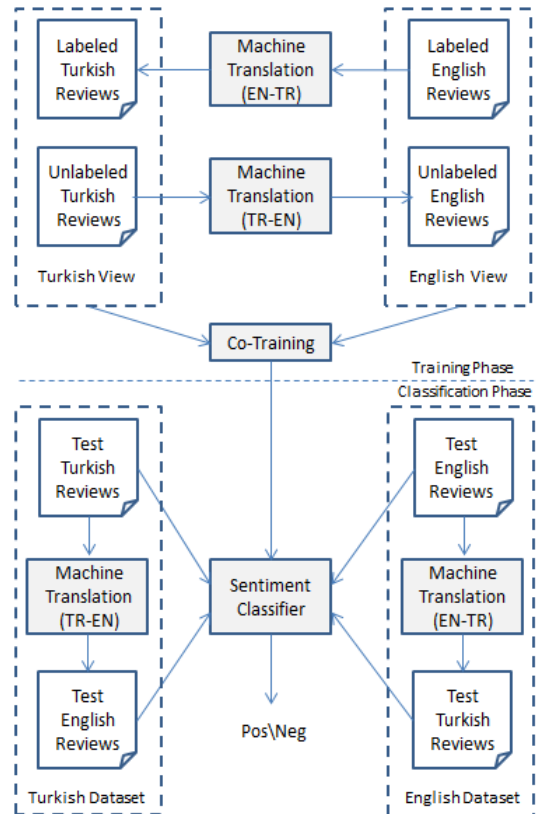 Labeled
Turkish
Reviews
Machine
Translation
(EN-TR)
Labeled
English
Reviews
Unlabeled
Turkish
Reviews
Machine
Translation
(TR-EN)
Unlabeled
English
Reviews
Turkish View
English View
Co-Training
Training Phase
Classification Phase
Test
Turkish
Reviews
Test
English
Reviews
Machine
Translation
(TR-EN)
Sentiment
Classifier
Machine
Translation
(EN-TR)
Test
English
Reviews
Pos\Neg
Test
Turkish
Reviews
Turkish Dataset
English Dataset